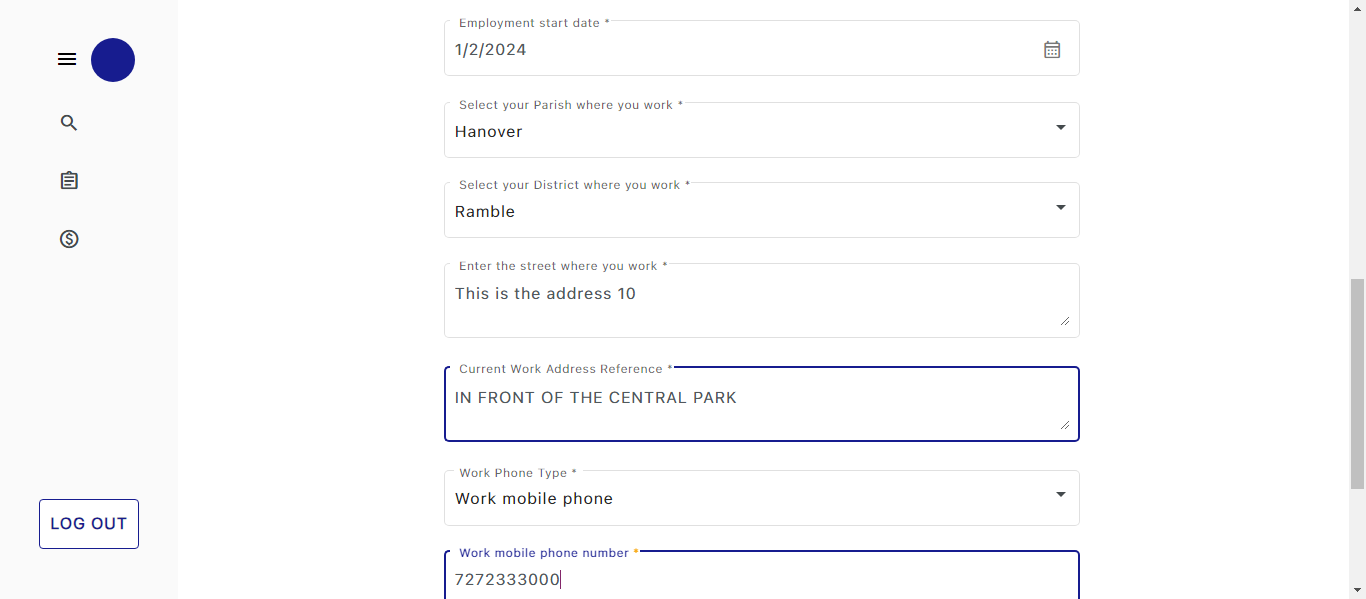 Employment start date *
1/2/2024
Select your Parish where you work *
Hanover
Select your District where you work *
Ramble
Enter the street where you work *
This is the address 10
Current Work Address Reference *
IN FRONT OF THE CENTRAL PARK
Work Phone Type *
Work mobile phone
LOG OUT
Work mobile phone number *
7272333000